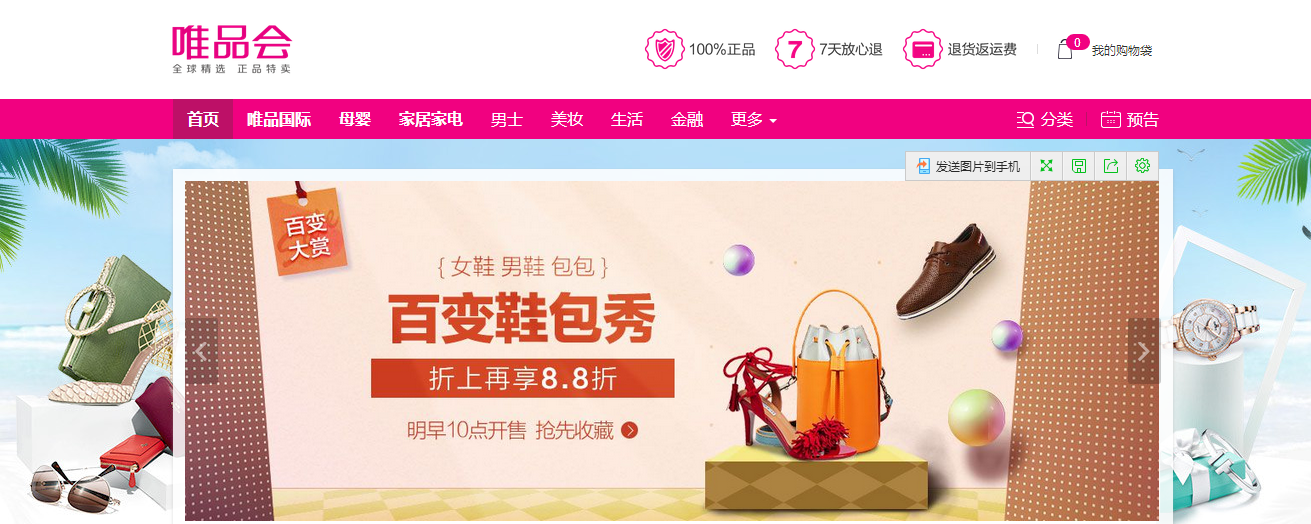 唯品会
全球精选 正品特卖
100%正品
7 7天放心退
退货返运费
0 我的购物袋
首页 唯品国际 母婴 家居家电 男士 美妆 生活 金融 更多 分类 预告
发送图片到手机
百变
大赏
{ 女鞋 男鞋 包包 }
百变鞋包秀
折上再享8.8折
明早10点开售 抢先收藏